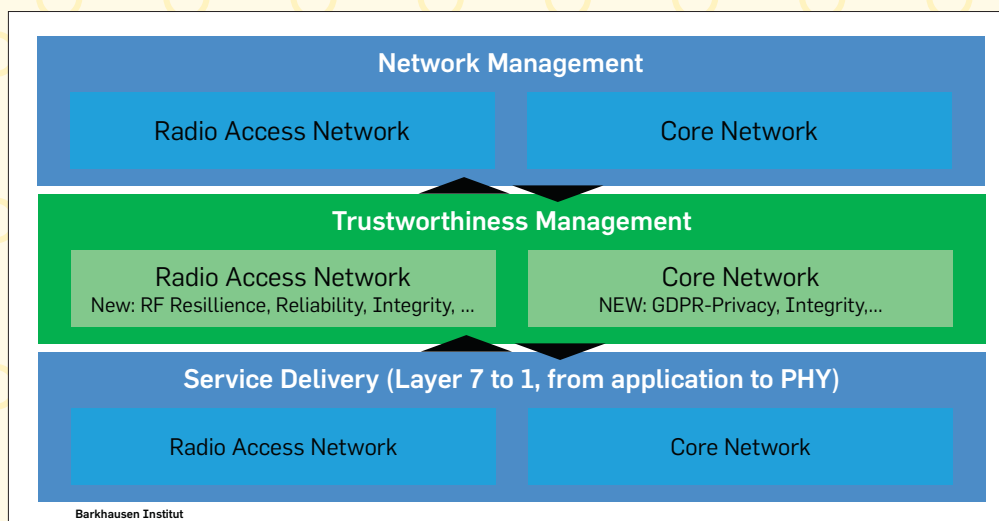 Network Management
Radio Access Network
Core Network
Trustworthiness Management
Radio Access Network
New: RF Resillience, Reliability, Integrity, ...
Core Network
NEW: GDPR-Privacy, Integrity,...
Service Delivery (Layer 7 to 1, from application to PHY)
Radio Access Network
Core Network
Barkhausen Institut